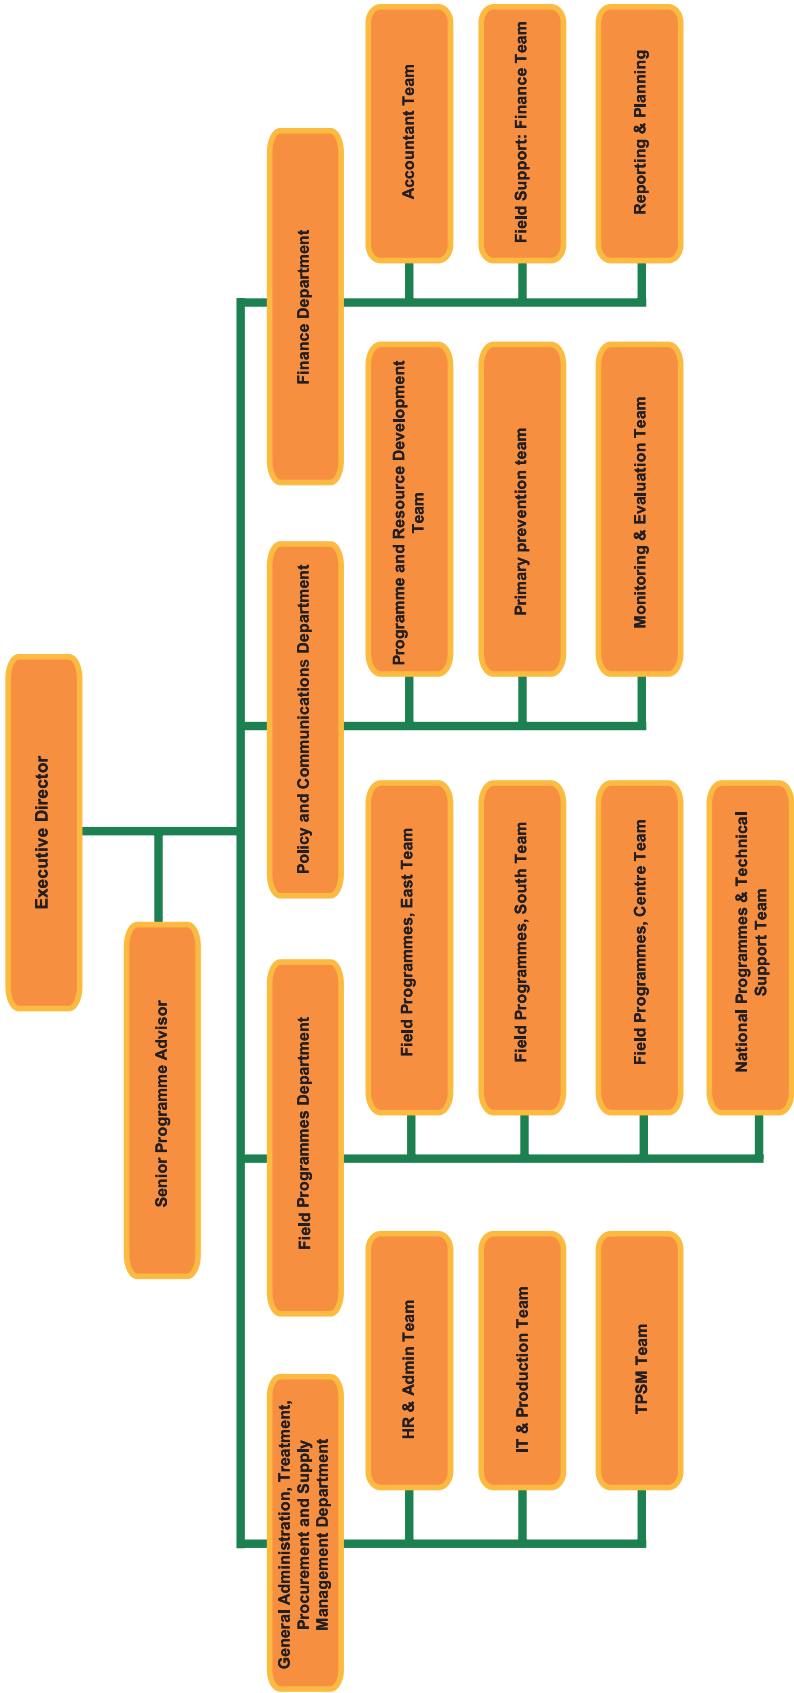 Executive Director
Senior Programme Advisor
General Administration, Treatment,
Procurement and Supply
Management Department
Field Programmes Department
Policy and Communications Department
Finance Department
HR & Admin Team
IT & Production Team
TPSM Team
Field Programmes, East Team
Field Programmes, South Team
Field Programmes, Centre Team
National Programmes & Technical
Support Team
Programme and Resource Development
Team
Primary prevention team
Monitoring & Evaluation Team
Accountant Team
Field Support: Finance Team
Reporting & Planning